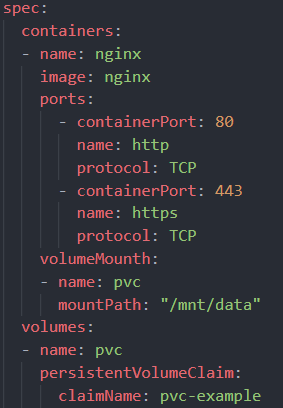 spec:
  containers:
  - name: nginx
    image: nginx
    ports:
      - containerPort: 80
        name: http
        protocol: TCP
      - containerPort: 443
        name: https
        protocol: TCP
    volumeMounth:
    - name: pvc
      mountPath: "/mnt/data"
  volumes:
  - name: pvc
    persistentVolumeClaim:
      claimName: pvc-example